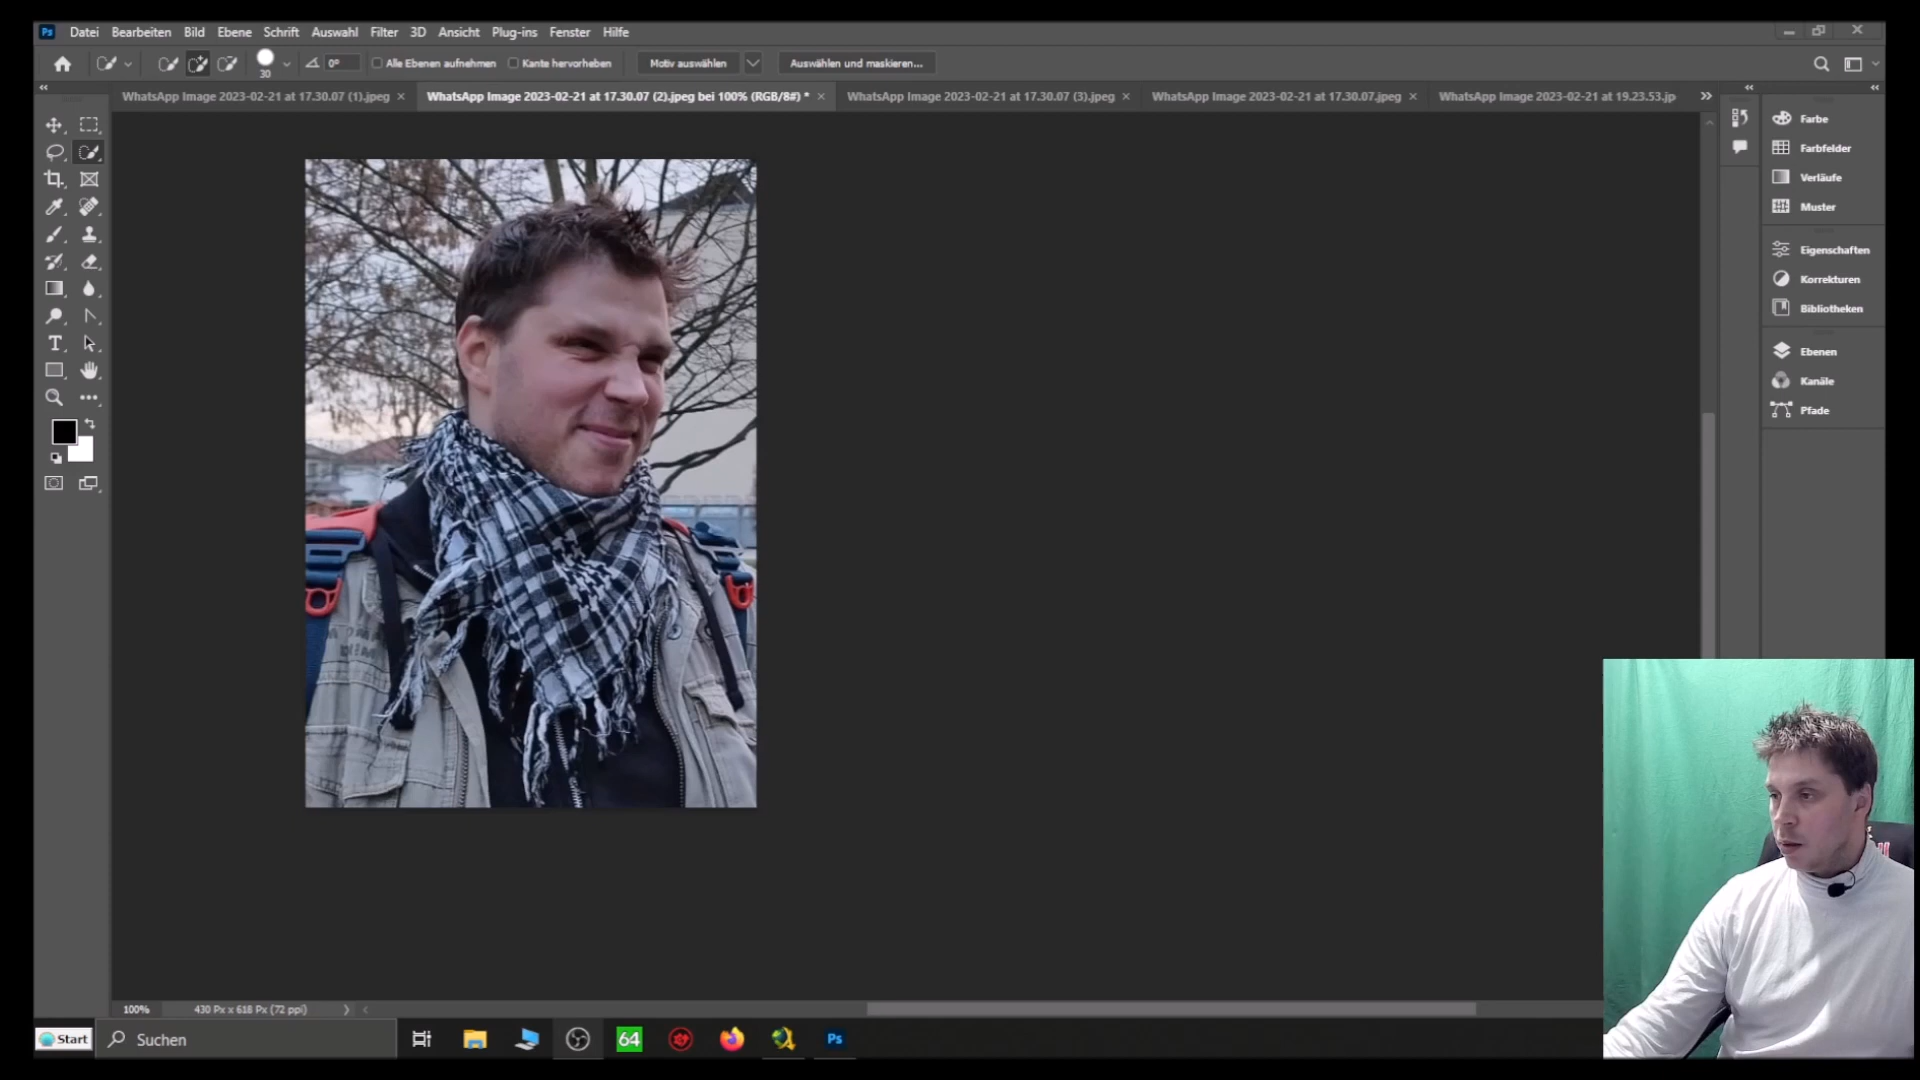 Ps Datei Bearbeiten Bild Ebene Schrift Auswahl Filter 3D Ansicht Plug-ins Fenster Hilfe
30 0° Alle Ebenen aufnehmen Kante hervorheben Motiv auswählen Auswählen und maskieren...
WhatsApp Image 2023-02-21 at 17.30.07 (1).jpeg × WhatsApp Image 2023-02-21 at 17.30.07 (2).jpeg bei 100% (RGB/8#) * × WhatsApp Image 2023-02-21 at 17.30.07 (3).jpeg × WhatsApp Image 2023-02-21 at 17.30.07.jpeg × WhatsApp Image 2023-02-21 at 19.23.53.jp
Farbe
Farbfelder
Verläufe
Muster
Eigenschaften
Korrekturen
Bibliotheken
Ebenen
Kanäle
Pfade
100% 430 Px x 618 Px (72 ppi)
Start Suchen 64 Ps